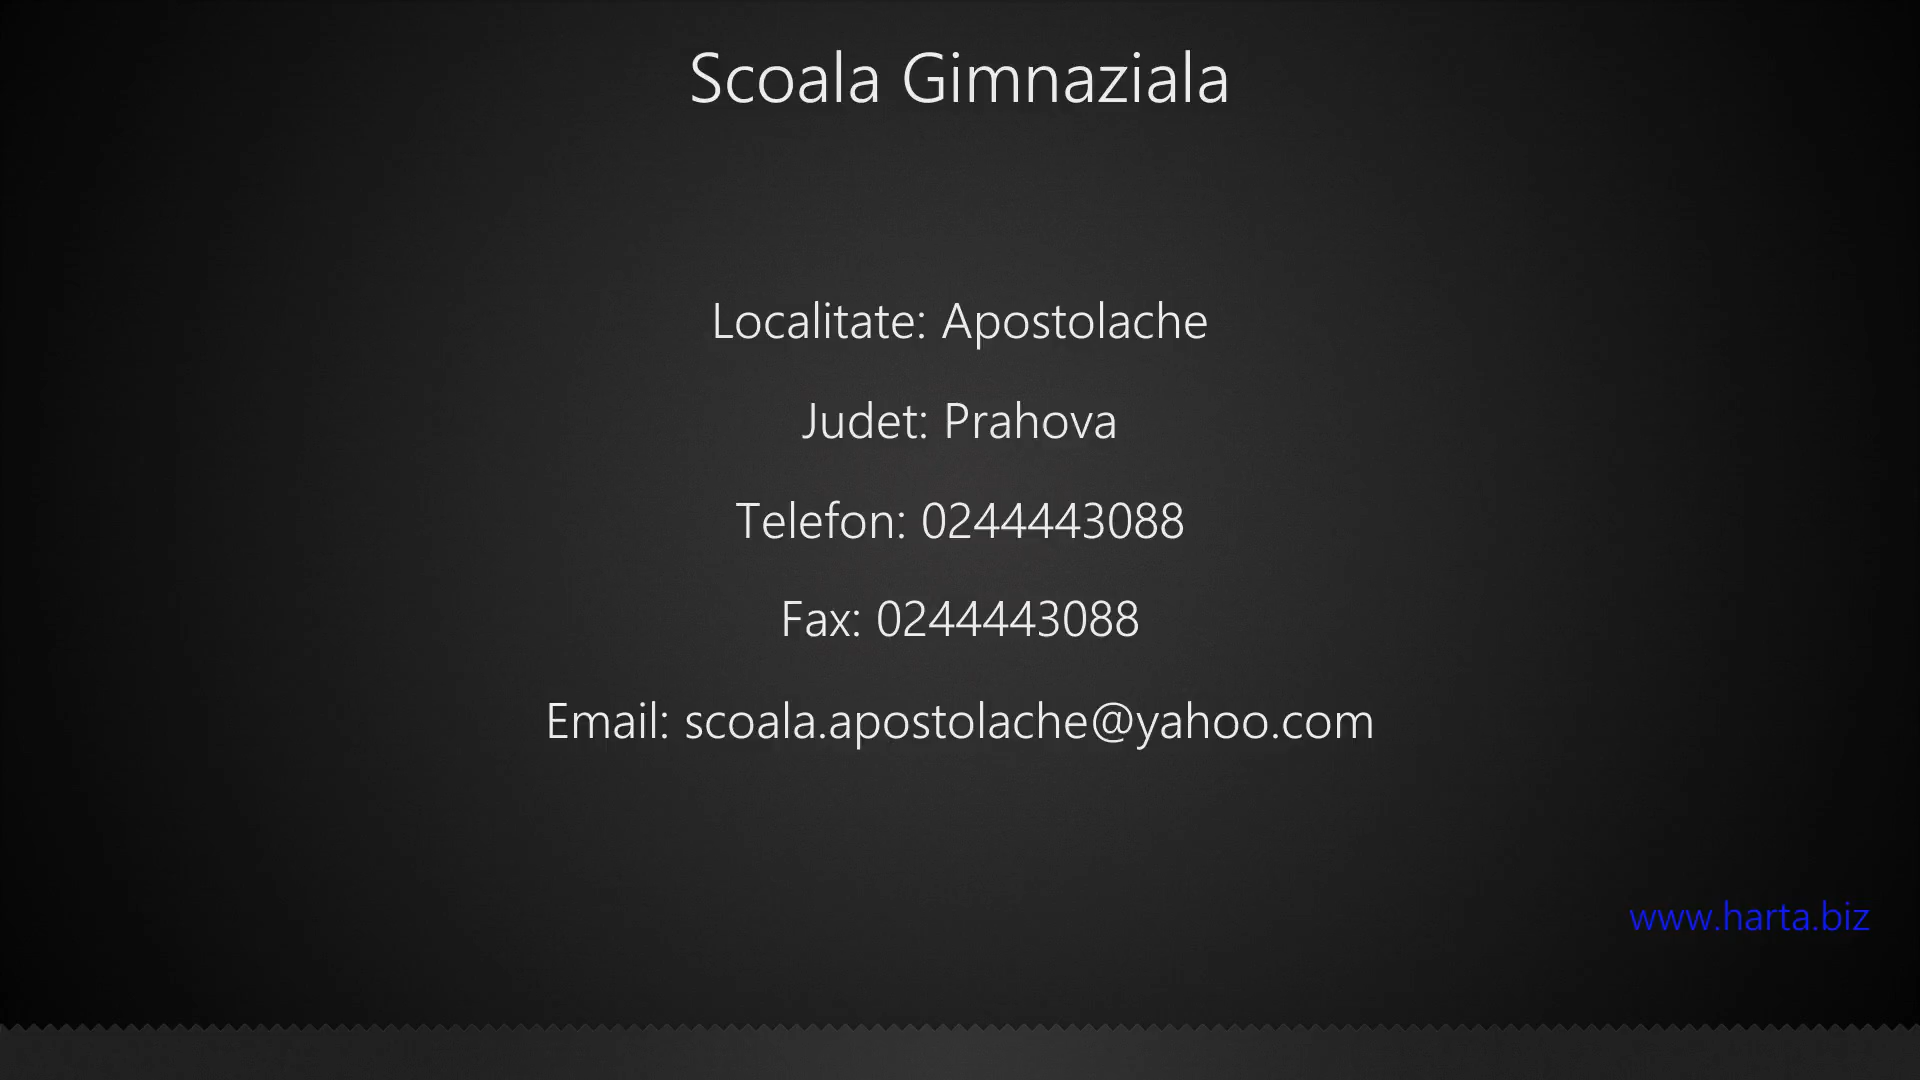 Scoala Gimnaziala
Localitate: Apostolache
Judet: Prahova
Telefon: 0244443088
Fax: 0244443088
Email: scoala.apostolache@yahoo.com
www.harta.biz